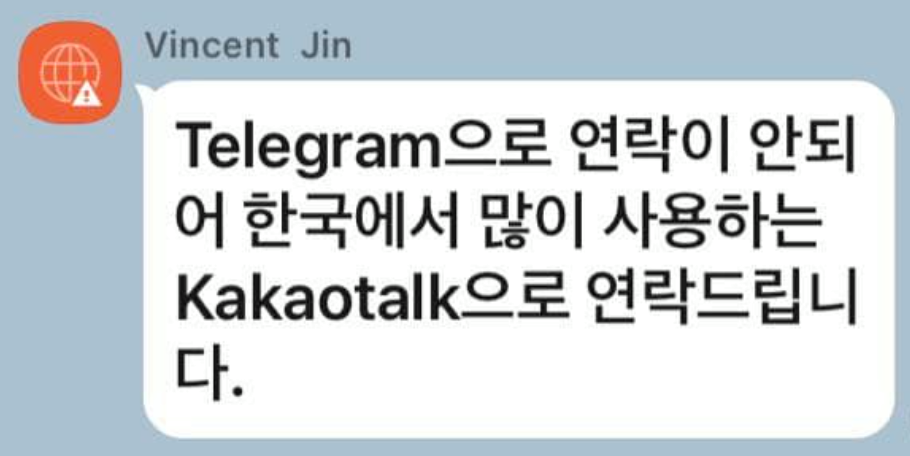 Vincent Jin
Telegram으로 연락이 안되
어 한국에서 많이 사용하는
Kakaotalk으로 연락드립니
다.